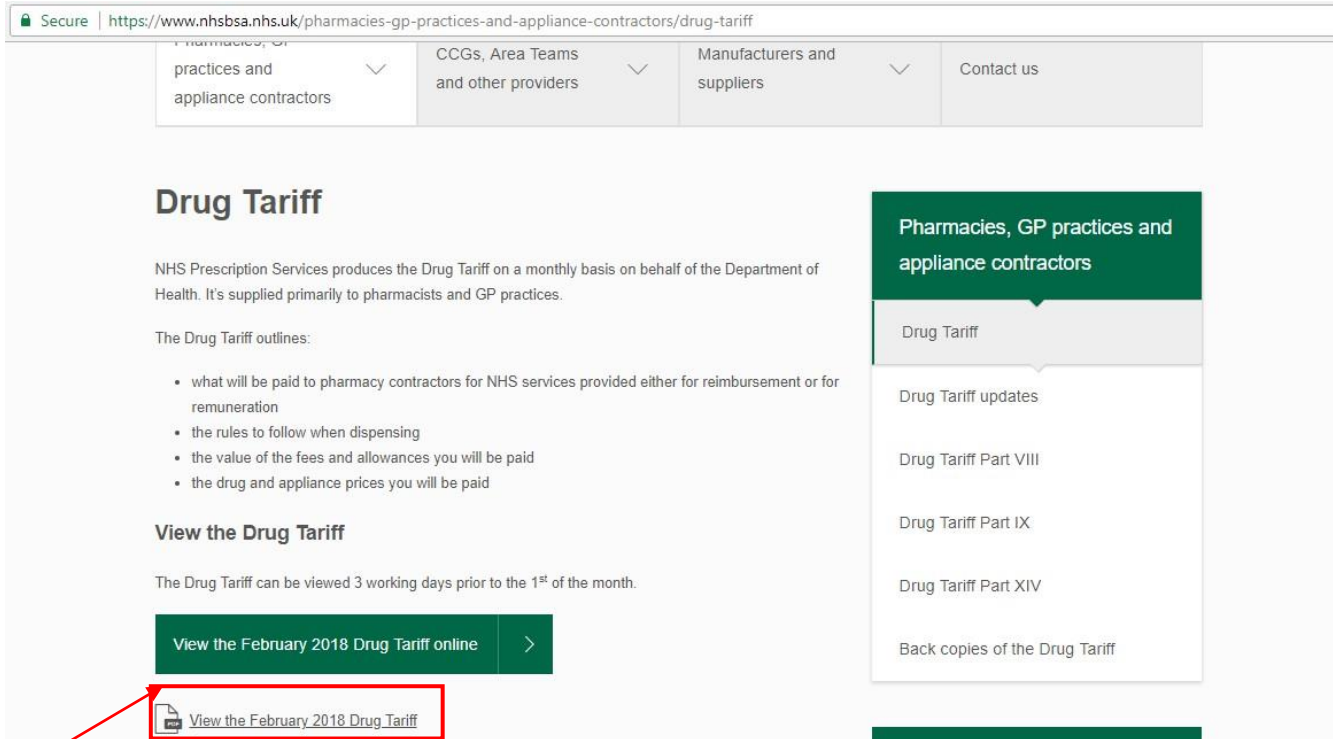 Secure | https://www.nhsbsa.nhs.uk/pharmacies-gp-practices-and-appliance-contractors/drug-tariff
Pharmacies, GP
practices and
appliance contractors
CCGs, Area Teams
and other providers
Manufacturers and
suppliers
Contact us
Drug Tariff
NHS Prescription Services produces the Drug Tariff on a monthly basis on behalf of the Department of
Health. It's supplied primarily to pharmacists and GP practices.
The Drug Tariff outlines:
• what will be paid to pharmacy contractors for NHS services provided either for reimbursement or for
remuneration
• the rules to follow when dispensing
• the value of the fees and allowances you will be paid
• the drug and appliance prices you will be paid
View the Drug Tariff
The Drug Tariff can be viewed 3 working days prior to the 1st of the month.
View the February 2018 Drug Tariff online
PDF View the February 2018 Drug Tariff
Pharmacies, GP practices and
appliance contractors
Drug Tariff
Drug Tariff updates
Drug Tariff Part VIII
Drug Tariff Part IX
Drug Tariff Part XIV
Back copies of the Drug Tariff